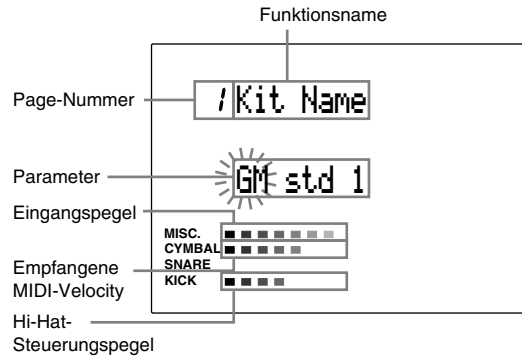 Funktionsname
Page-Nummer
1 Kit Name
Parameter
GM std 1
Eingangspegel
MISC.
CYMBAL
SNARE
KICK
Empfangene
MIDI-Velocity
Hi-Hat-
Steuerungspegel